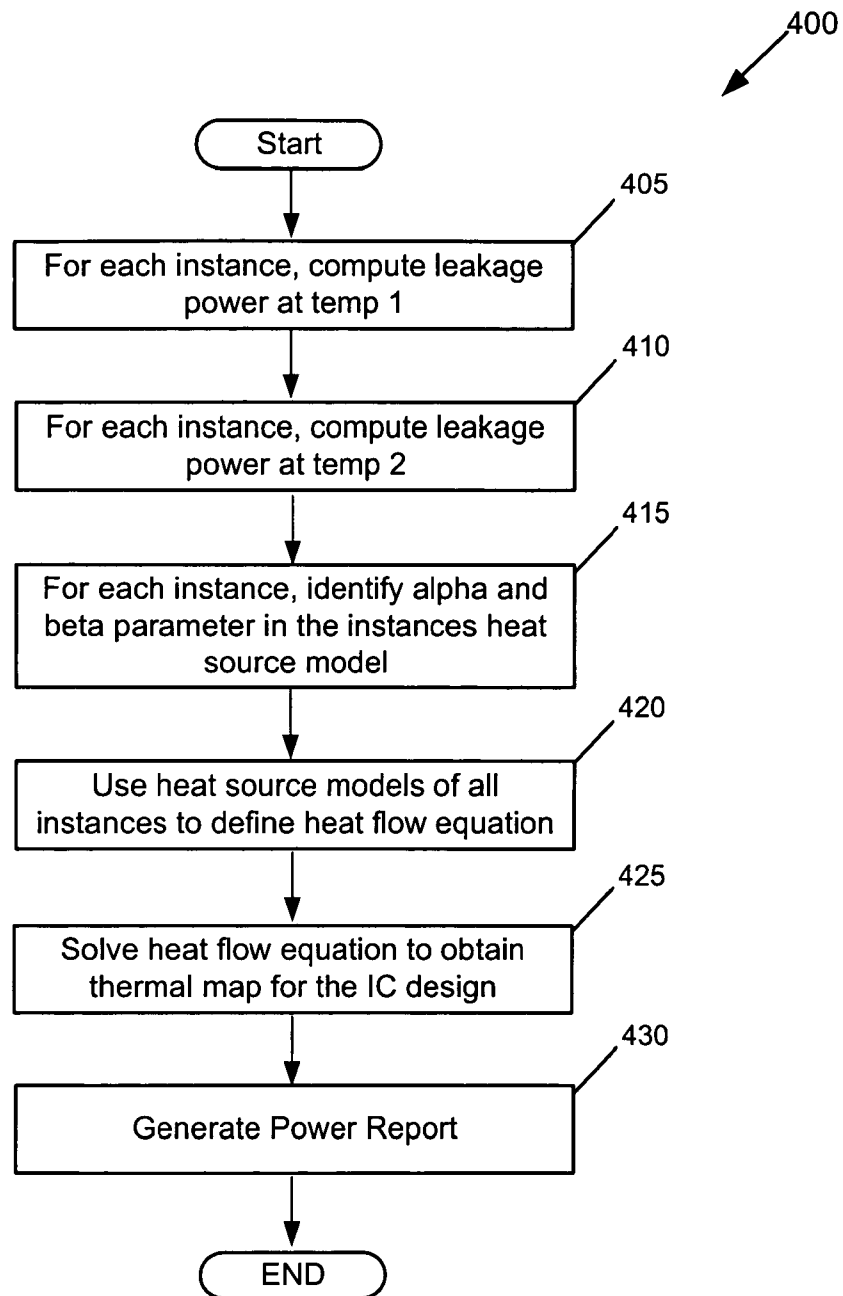 400
Start
405
For each instance, compute leakage
power at temp 1
410
For each instance, compute leakage
power at temp 2
415
For each instance, identify alpha and
beta parameter in the instances heat
source model
420
Use heat source models of all
instances to define heat flow equation
425
Solve heat flow equation to obtain
thermal map for the IC design
430
Generate Power Report
END